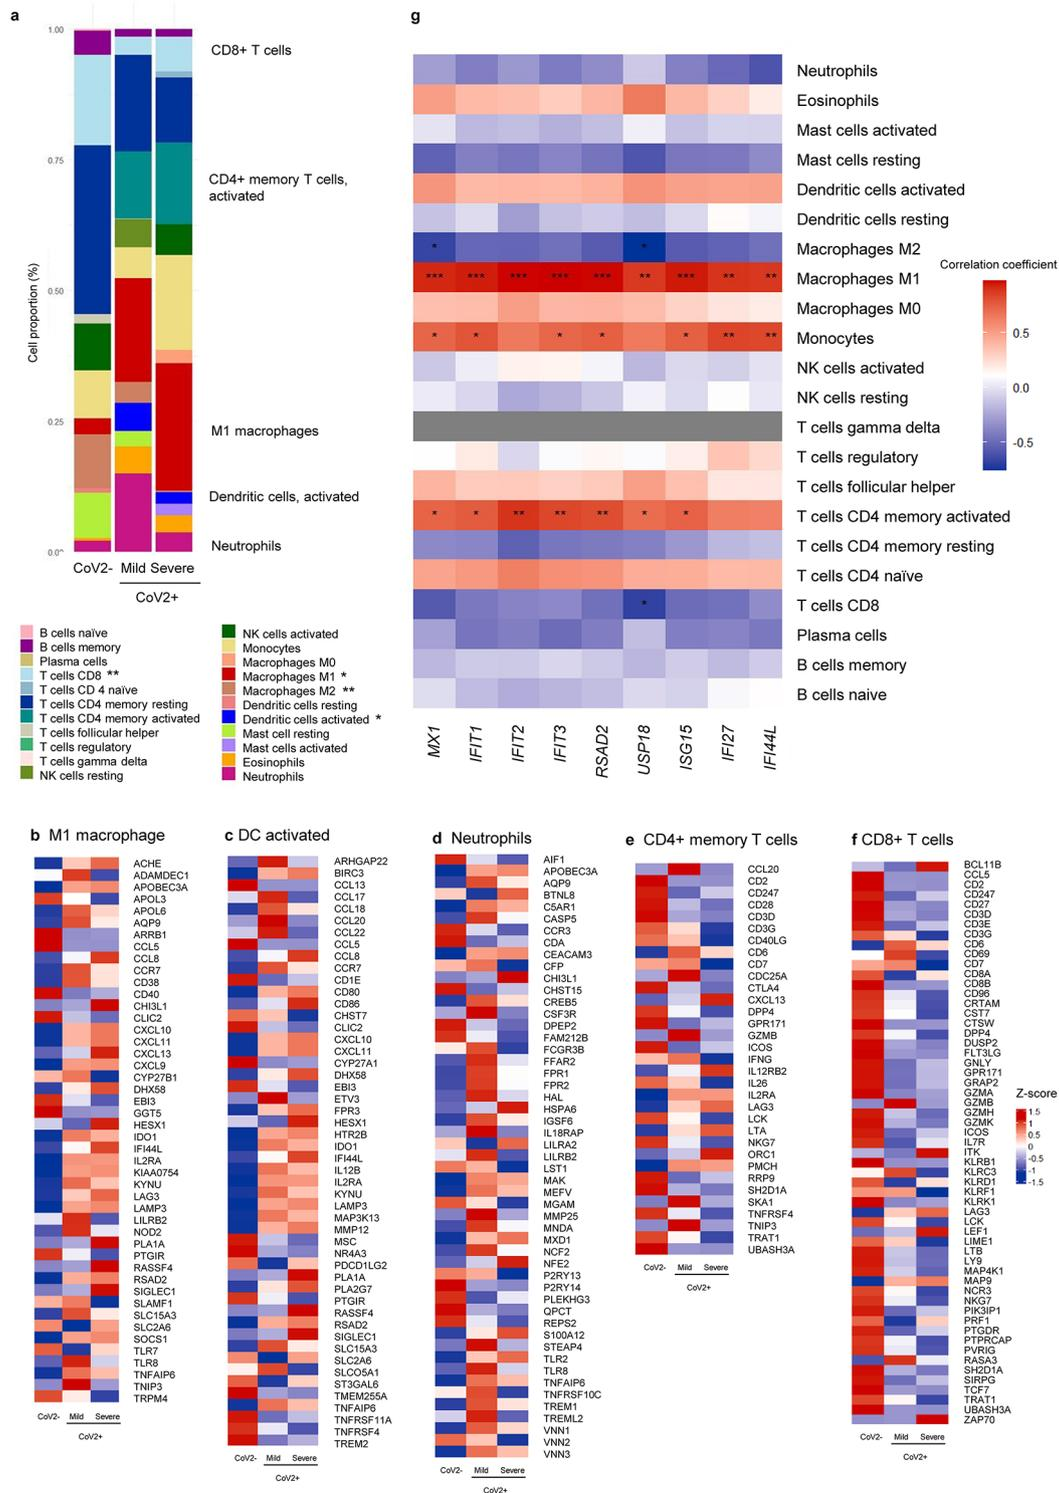 a
1.00
0.75
0.50
0.25
Cell proportion (%)
CD8+ T cells
CD4+ memory T cells,
activated
M1 macrophages
Dendritic cells, activated
Neutrophils
CoV2- Mild Severe
CoV2+
B cells naïve
B cells memory
Plasma cells
T cells CD8 **
T cells CD 4 naïve
T cells CD4 memory resting
T cells CD4 memory activated
T cells follicular helper
T cells regulatory
T cells gamma delta
NK cells resting
NK cells activated
Monocytes
Macrophages M0
Macrophages M1 *
Macrophages M2 **
Dendritic cells resting
Dendritic cells activated *
Mast cell resting
Mast cells activated
Eosinophils
Neutrophils
g
Neutrophils
Eosinophils
Mast cells activated
Mast cells resting
Dendritic cells activated
Dendritic cells resting
* * Macrophages M2
*** *** *** *** *** ** *** ** ** Macrophages M1
Macrophages M0
* * * * * ** ** Monocytes
NK cells activated
NK cells resting
T cells gamma delta
T cells regulatory
T cells follicular helper
* * ** ** ** * * T cells CD4 memory activated
T cells CD4 memory resting
T cells CD4 naïve
* T cells CD8
Plasma cells
B cells memory
B cells naive
MX1 IFIT1 IFIT2 IFIT3 RSAD2 USP18 ISG15 IFI27 IFI44L
Correlation coefficient
0.5
0.0
-0.5
b M1 macrophage
ACHE
ADAMDEC1
APOBEC3A
APOL3
APOL6
AQP9
ARRB1
CCL5
CCL8
CCR7
CD38
CD40
CHI3L1
CLIC2
CXCL10
CXCL11
CXCL13
CXCL9
CYP27B1
DHX58
EBI3
GGT5
HESX1
IDO1
IFI44L
IL2RA
KIAA0754
KYNU
LAG3
LAMP3
LILRB2
NOD2
PLA1A
PTGIR
RASSF4
RSAD2
SIGLEC1
SLAMF1
SLC15A3
SLC2A6
SOCS1
TLR7
TLR8
TNFAIP6
TNIP3
TRPM4
CoV2- Mild Severe
CoV2+
c DC activated
ARHGAP22
BIRC3
CCL13
CCL17
CCL18
CCL20
CCL22
CCL5
CCL8
CCR7
CD1E
CD80
CD86
CHST7
CLIC2
CXCL10
CXCL11
CYP27A1
DHX58
EBI3
ETV3
FPR3
HESX1
HTR2B
IDO1
IFI44L
IL12B
IL2RA
KYNU
LAMP3
MAP3K13
MMP12
MSC
NR4A3
PDCD1LG2
PLA1A
PLA2G7
PTGIR
RASSF4
RSAD2
SIGLEC1
SLC15A3
SLC2A6
SLCO5A1
ST3GAL6
TMEM255A
TNFAIP6
TNFRSF11A
TNFRSF4
TREM2
CoV2- Mild Severe
CoV2+
d Neutrophils
AIF1
APOBEC3A
AQP9
BTNL8
C5AR1
CASP5
CCR3
CDA
CEACAM3
CFP
CHI3L1
CHST15
CREB5
CSF3R
DPEP2
FAM212B
FCGR3B
FFAR2
FPR1
FPR2
HAL
HSPA6
IGSF6
IL18RAP
LILRA2
LILRB2
LST1
MAK
MEFV
MGAM
MMP25
MNDA
MXD1
NCF2
NFE2
P2RY13
P2RY14
PLEKHG3
QPCT
REPS2
S100A12
STEAP4
TLR2
TLR8
TNFAIP6
TNFRSF10C
TREM1
TREML2
VNN1
VNN2
VNN3
CoV2- Mild Severe
CoV2+
e CD4+ memory T cells
CCL20
CD2
CD247
CD28
CD3D
CD3G
CD40LG
CD6
CD7
CDC25A
CTLA4
CXCL13
DPP4
GPR171
GZMB
ICOS
IFNG
IL12RB2
IL26
IL2RA
LAG3
LCK
LTA
NKG7
ORC1
PMCH
RRP9
SH2D1A
SKA1
TNFRSF4
TNIP3
TRAT1
UBASH3A
CoV2- Mild Severe
CoV2+
f CD8+ T cells
BCL11B
CCL5
CD2
CD247
CD27
CD3D
CD3E
CD3G
CD6
CD69
CD7
CD8A
CD8B
CD96
CRTAM
CST7
CTSW
DPP4
DUSP2
FLT3LG
GNLY
GPR171
GRAP2
GZMA
GZMB
GZMH
GZMK
ICOS
IL7R
ITK
KLRB1
KLRC3
KLRD1
KLRF1
KLRK1
LAG3
LCK
LEF1
LIME1
LTB
LY9
MAP4K1
MAP9
NCR3
NKG7
PIK3IP1
PRF1
PTGDR
PTPRCAP
PVRIG
RASA3
SH2D1A
SIRPG
TCF7
TRAT1
UBASH3A
ZAP70
CoV2- Mild Severe
CoV2+
Z-score
1.5
1
0.5
0
-0.5
-1
-1.5